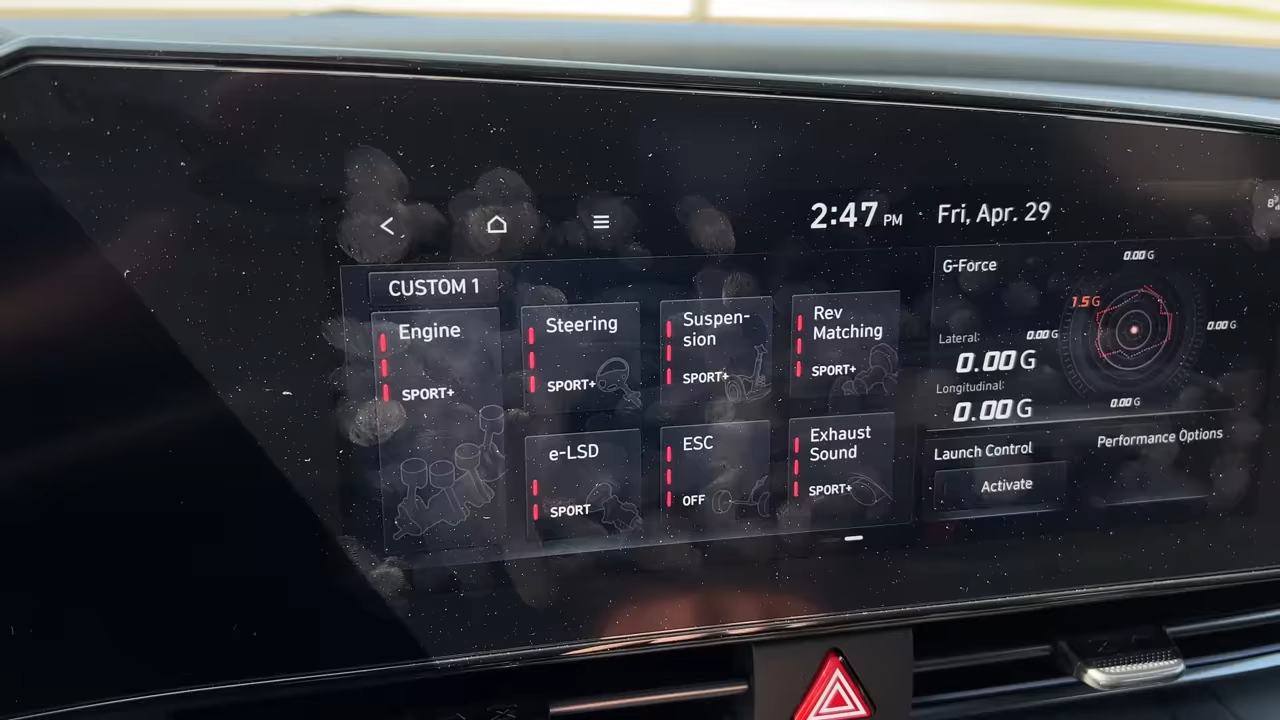 2:47 PM
Fri, Apr. 29
CUSTOM 1
Engine
SPORT+
Steering
SPORT+
Suspen-
sion
SPORT+
Rev
Matching
SPORT+
e-LSD
SPORT
ESC
OFF
Exhaust
Sound
SPORT+
G-Force
0.00 G
1.5 G
0.00 G
0.00 G
Lateral:
0.00 G
Longitudinal:
0.00 G
0.00 G
Launch Control
Activate
Performance Options